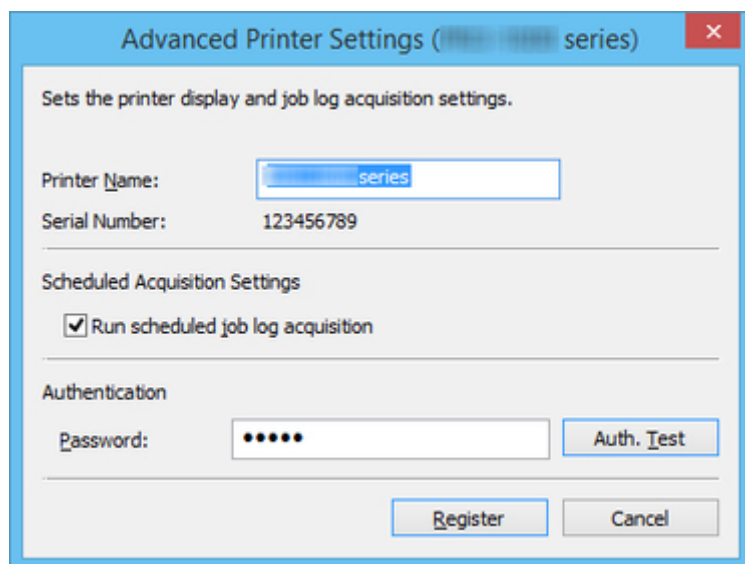 Advanced Printer Settings ( series)
Sets the printer display and job log acquisition settings.
Printer Name: series
Serial Number: 123456789
Scheduled Acquisition Settings
Run scheduled job log acquisition
Authentication
Password: ••••• Auth. Test
Register Cancel